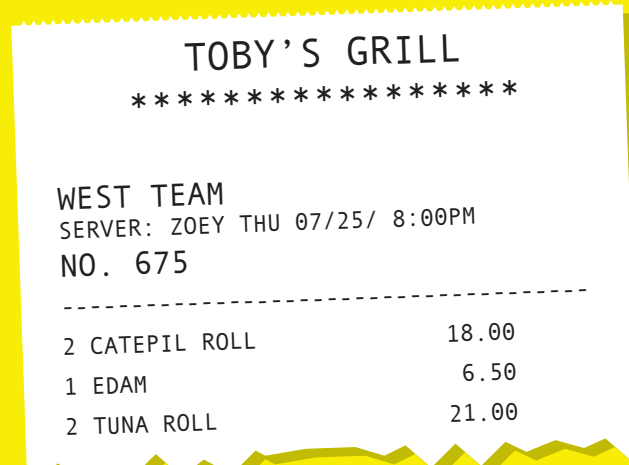 TOBY'S GRILL
*****************
WEST TEAM
SERVER: ZOEY THU 07/25/ 8:00PM
NO. 675
---------------------------------------
2 CATEPIL ROLL 18.00
1 EDAM 6.50
2 TUNA ROLL 21.00